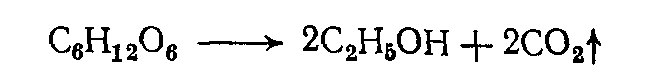 C₆H₁₂O₆ ⟶ 2C₂H₅OH + 2CO₂↑